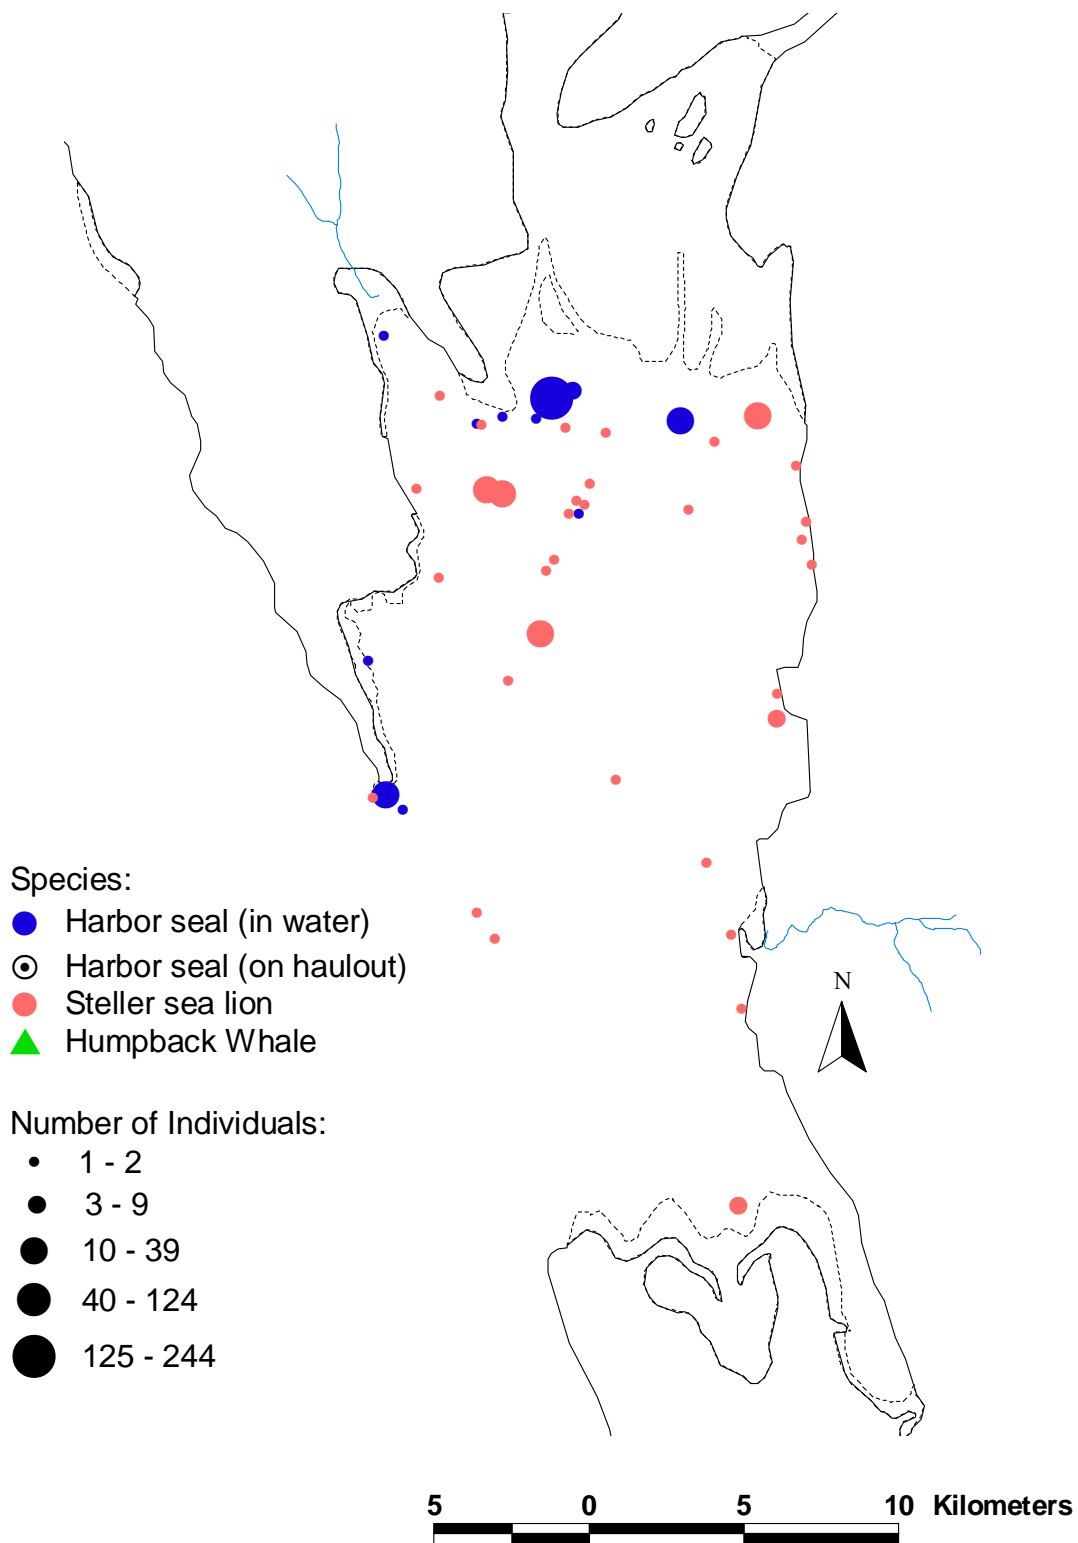 N
Species:
Harbor seal (in water)
Harbor seal (on haulout)
Steller sea lion
Humpback Whale
Number of Individuals:
1 - 2
3 - 9
10 - 39
40 - 124
125 - 244
5 0 5 10 Kilometers